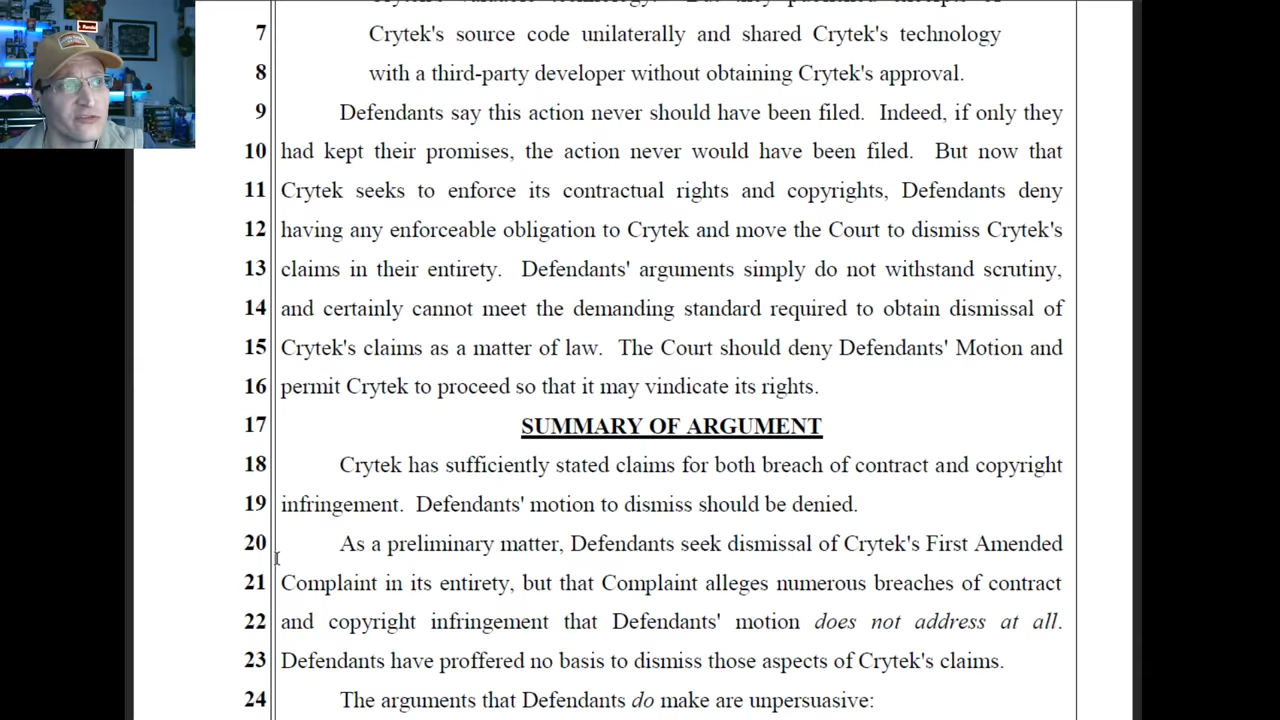 7 Crytek's source code unilaterally and shared Crytek's technology
8 with a third-party developer without obtaining Crytek's approval.
9 Defendants say this action never should have been filed. Indeed, if only they
10 had kept their promises, the action never would have been filed. But now that
11 Crytek seeks to enforce its contractual rights and copyrights, Defendants deny
12 having any enforceable obligation to Crytek and move the Court to dismiss Crytek's
13 claims in their entirety. Defendants' arguments simply do not withstand scrutiny,
14 and certainly cannot meet the demanding standard required to obtain dismissal of
15 Crytek's claims as a matter of law. The Court should deny Defendants' Motion and
16 permit Crytek to proceed so that it may vindicate its rights.
17 SUMMARY OF ARGUMENT
18 Crytek has sufficiently stated claims for both breach of contract and copyright
19 infringement. Defendants' motion to dismiss should be denied.
20 As a preliminary matter, Defendants seek dismissal of Crytek's First Amended
21 Complaint in its entirety, but that Complaint alleges numerous breaches of contract
22 and copyright infringement that Defendants' motion does not address at all.
23 Defendants have proffered no basis to dismiss those aspects of Crytek's claims.
24 The arguments that Defendants do make are unpersuasive: